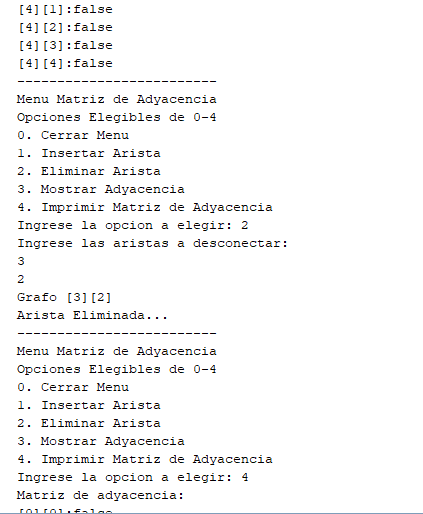 [4][1]:false
[4][2]:false
[4][3]:false
[4][4]:false
-------------------------
Menu Matriz de Adyacencia
Opciones Elegibles de 0-4
0. Cerrar Menu
1. Insertar Arista
2. Eliminar Arista
3. Mostrar Adyacencia
4. Imprimir Matriz de Adyacencia
Ingrese la opcion a elegir: 2
Ingrese las aristas a desconectar:
3
2
Grafo [3][2]
Arista Eliminada...
-------------------------
Menu Matriz de Adyacencia
Opciones Elegibles de 0-4
0. Cerrar Menu
1. Insertar Arista
2. Eliminar Arista
3. Mostrar Adyacencia
4. Imprimir Matriz de Adyacencia
Ingrese la opcion a elegir: 4
Matriz de adyacencia:
[0][0]:false